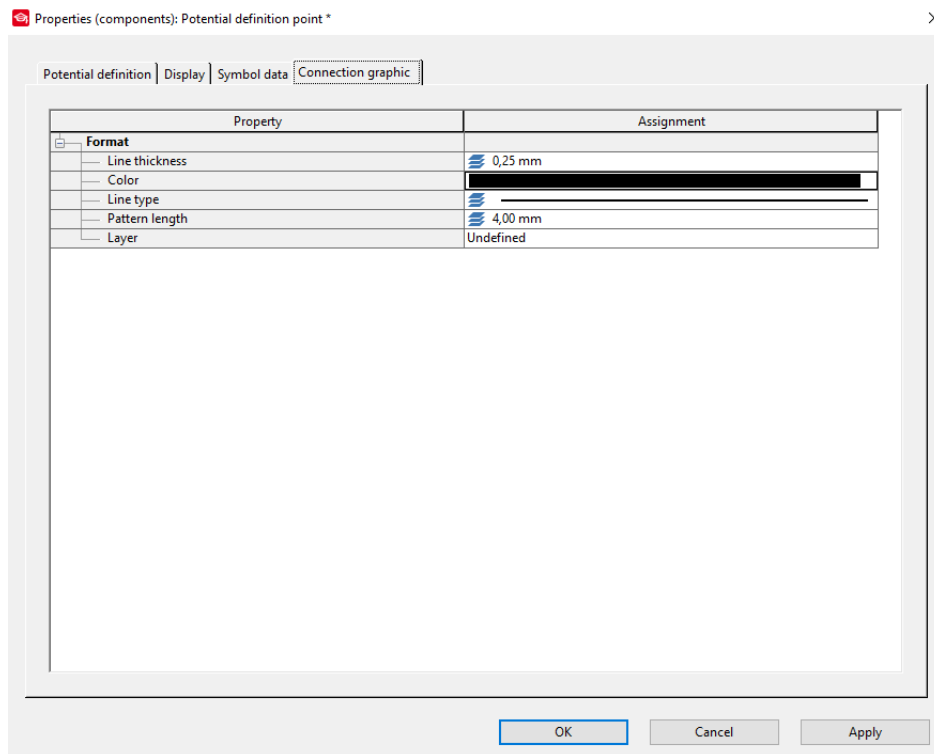 Properties (components): Potential definition point *
Potential definition Display Symbol data Connection graphic
Property Assignment
Format
Line thickness 0,25 mm
Color
Line type
Pattern length 4,00 mm
Layer Undefined
OK Cancel Apply